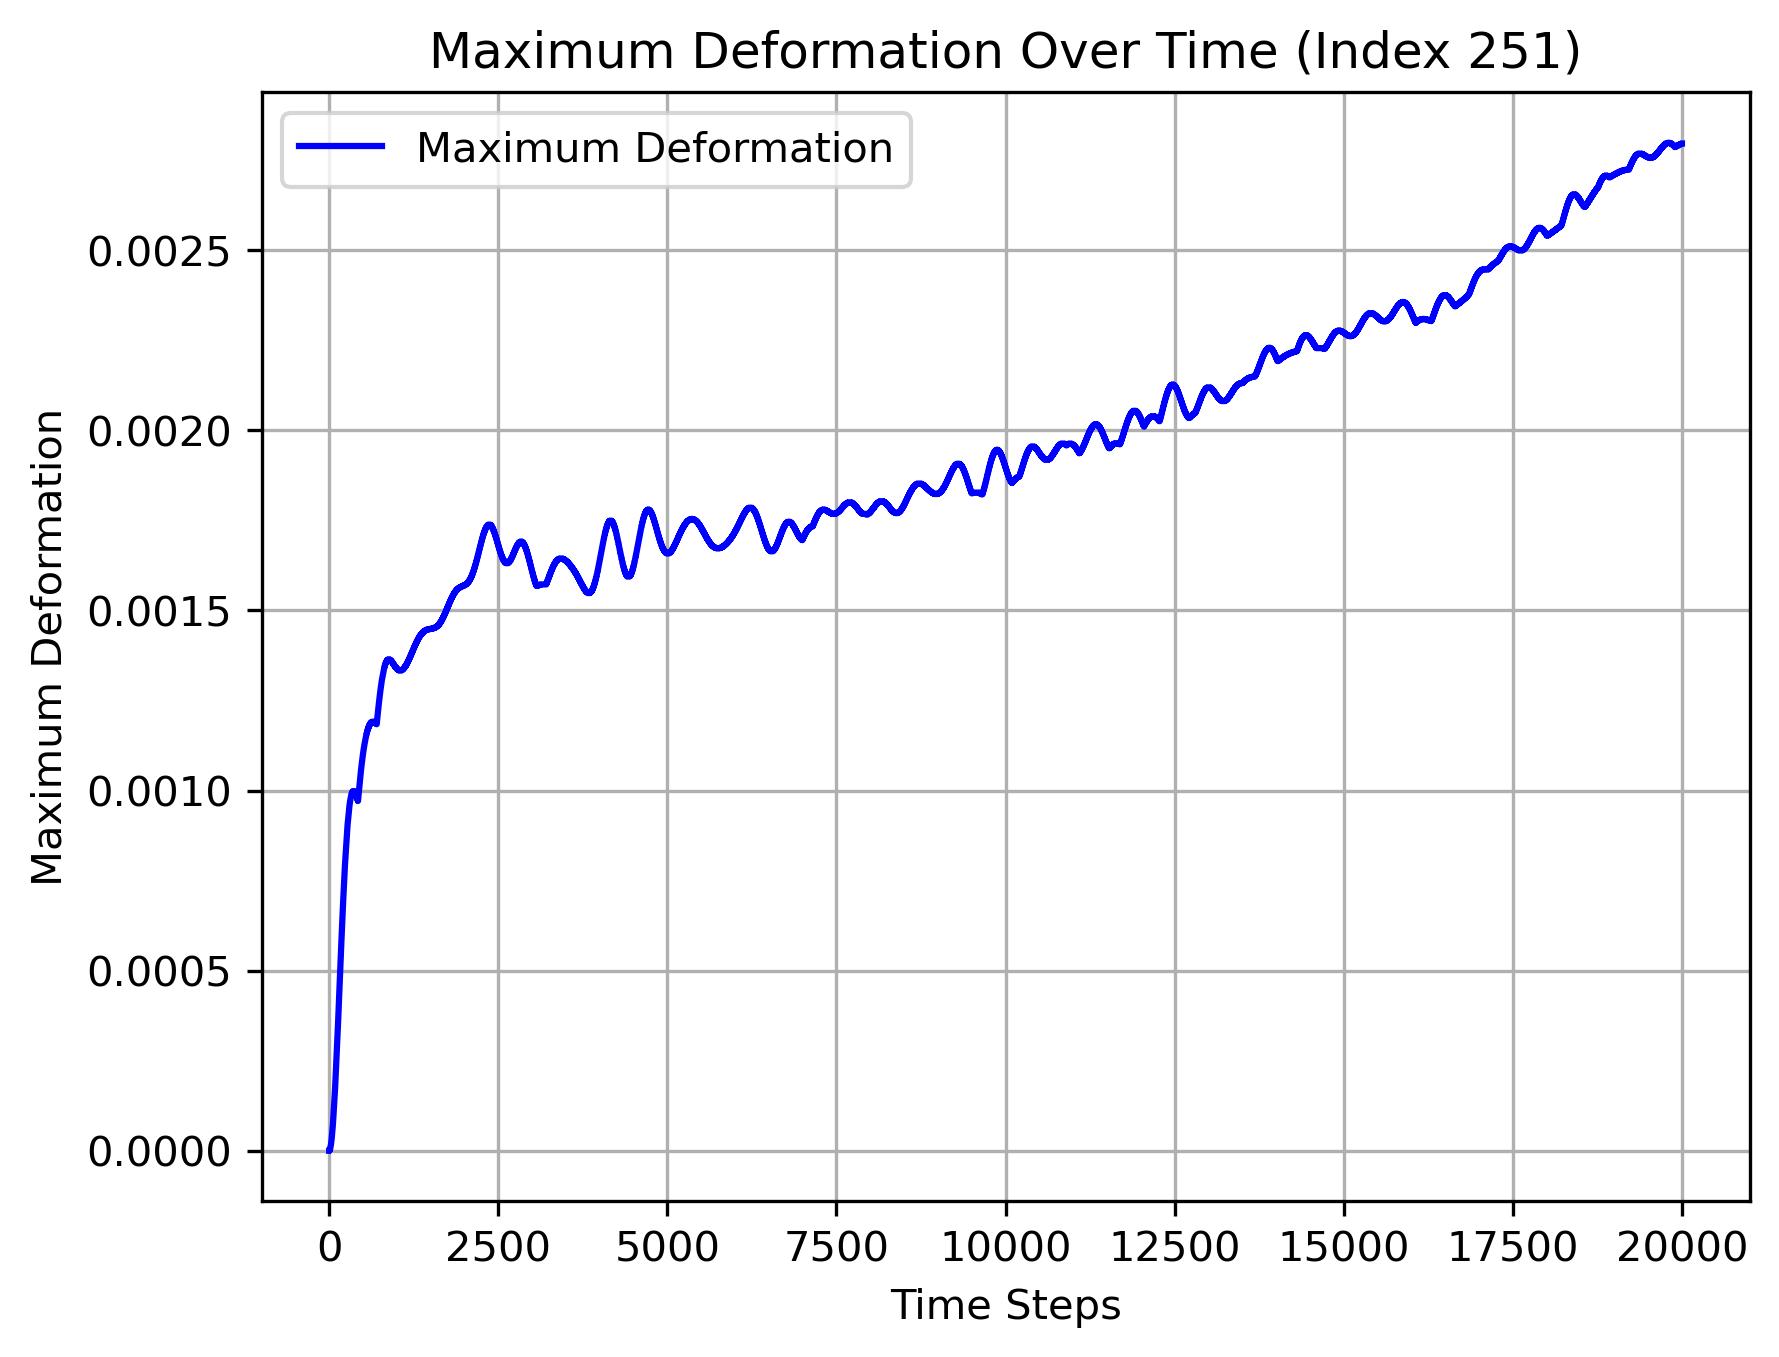 Maximum Deformation Over Time (Index 251)
Maximum Deformation
Maximum Deformation
0.0025
0.0020
0.0015
0.0010
0.0005
0.0000
0 2500 5000 7500 10000 12500 15000 17500 20000
Time Steps